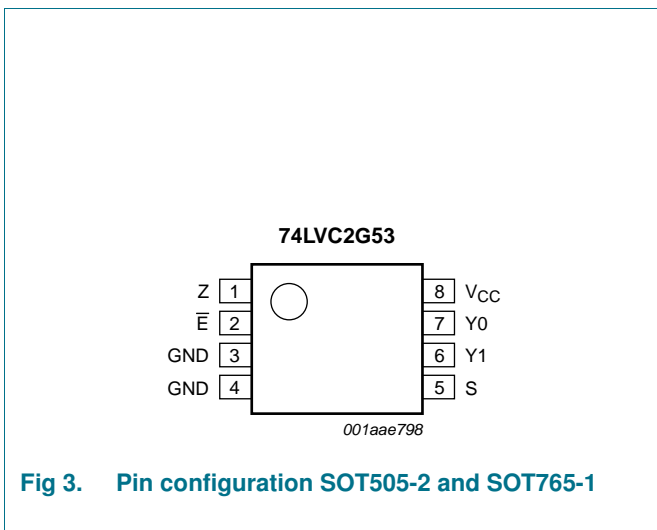 74LVC2G53
Z 1 8 VCC
E̅ 2 7 Y0
GND 3 6 Y1
GND 4 5 S
001aae798
Fig 3. Pin configuration SOT505-2 and SOT765-1